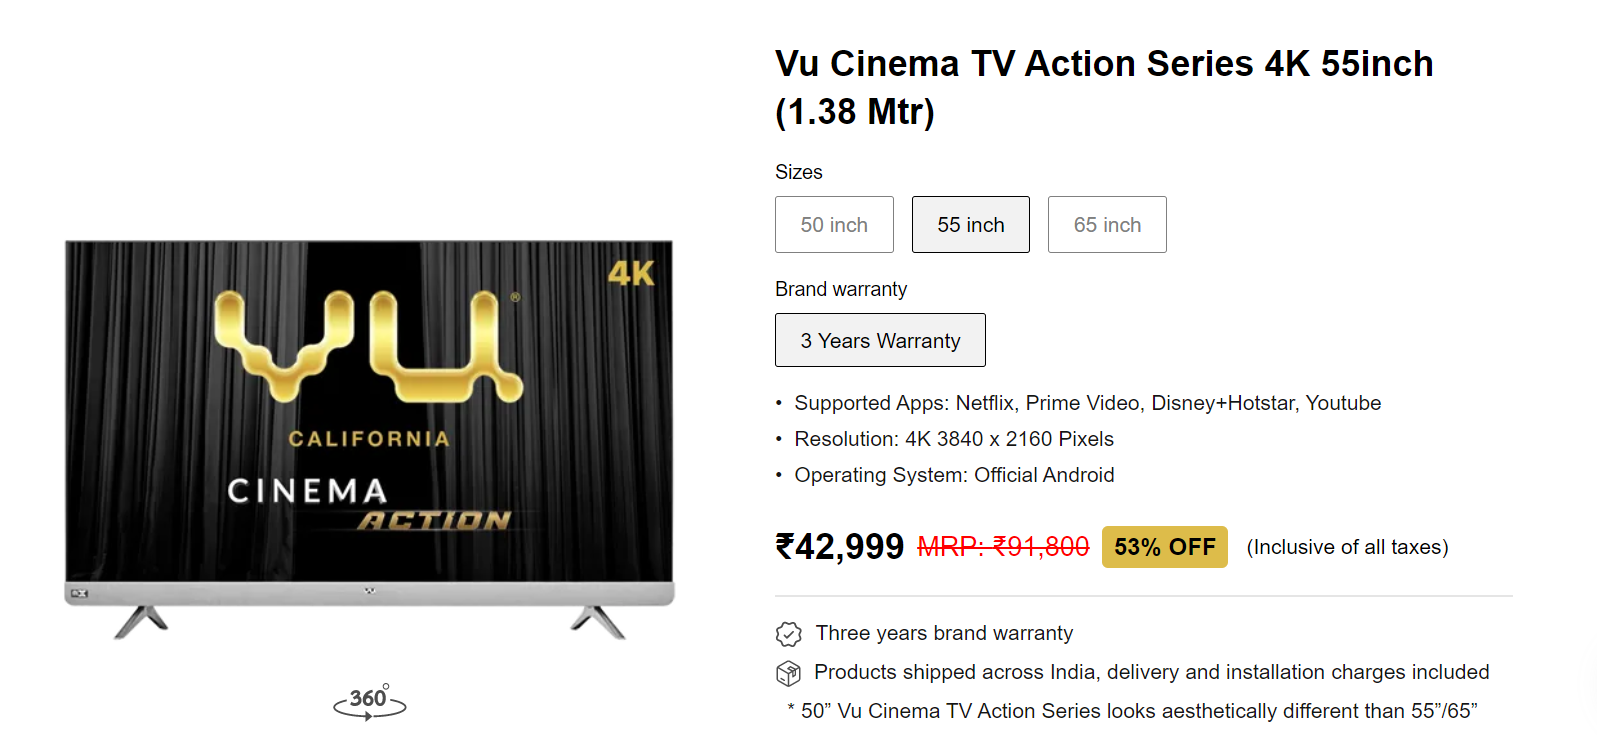 Vu Cinema TV Action Series 4K 55inch
(1.38 Mtr)
Sizes
50 inch
55 inch
65 inch
Brand warranty
3 Years Warranty
• Supported Apps: Netflix, Prime Video, Disney+Hotstar, Youtube
• Resolution: 4K 3840 x 2160 Pixels
• Operating System: Official Android
₹42,999 MRP: ₹91,800 53% OFF (Inclusive of all taxes)
Three years brand warranty
Products shipped across India, delivery and installation charges included
* 50” Vu Cinema TV Action Series looks aesthetically different than 55”/65”
4K
vu®
CALIFORNIA
CINEMA
ACTION
360°